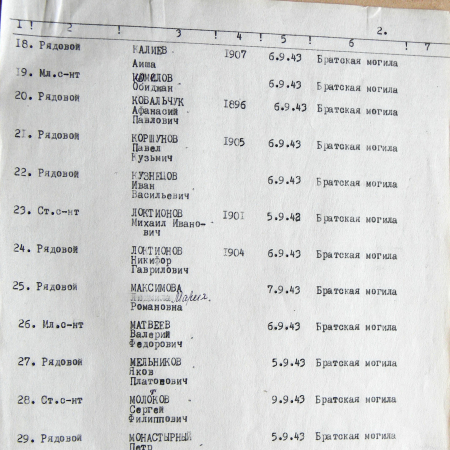 2.
1 ! 2 ! 3 ! 4 ! 5 ! 6 ! 7
18. Рядовой КАЛИЕВ 1907 6.9.43 Братская могила
Аиша
19. Мл.с-нт КОМЕЛОВ 6.9.43 Братская могила
Обиджан
20. Рядовой КОВАЛЬЧУК 1896 6.9.43 Братская могила
Афанасий
Павлович
21. Рядовой КОРШУНОВ 1905 6.9.43 Братская могила
Павел
Кузьмич
22. Рядовой КУЗНЕЦОВ 6.9.43 Братская могила
Иван
Васильевич
23. Ст.с-нт ЛОКТИОНОВ 1901 5.9.42 Братская могила
Михаил Ивано-
вич
24. Рядовой ЛОКТИОНОВ 1904 6.9.43 Братская могила
Никифор
Гаврилович
25. Рядовой МАКСИМОВА 7.9.43 Братская могила
Романовна
26. Мл.с-нт МАТВЕЕВ 6.9.43 Братская могила
Валерий
Федорович
27. Рядовой МЕЛЬНИКОВ 5.9.43 Братская могила
Яков
Платонович
28. Ст.с-нт МОЛОКОВ 9.9.43 Братская могила
Сергей
Филиппович
29. Рядовой МОНАСТЫРНЫЙ 5.9.43 Братская могила
Петр